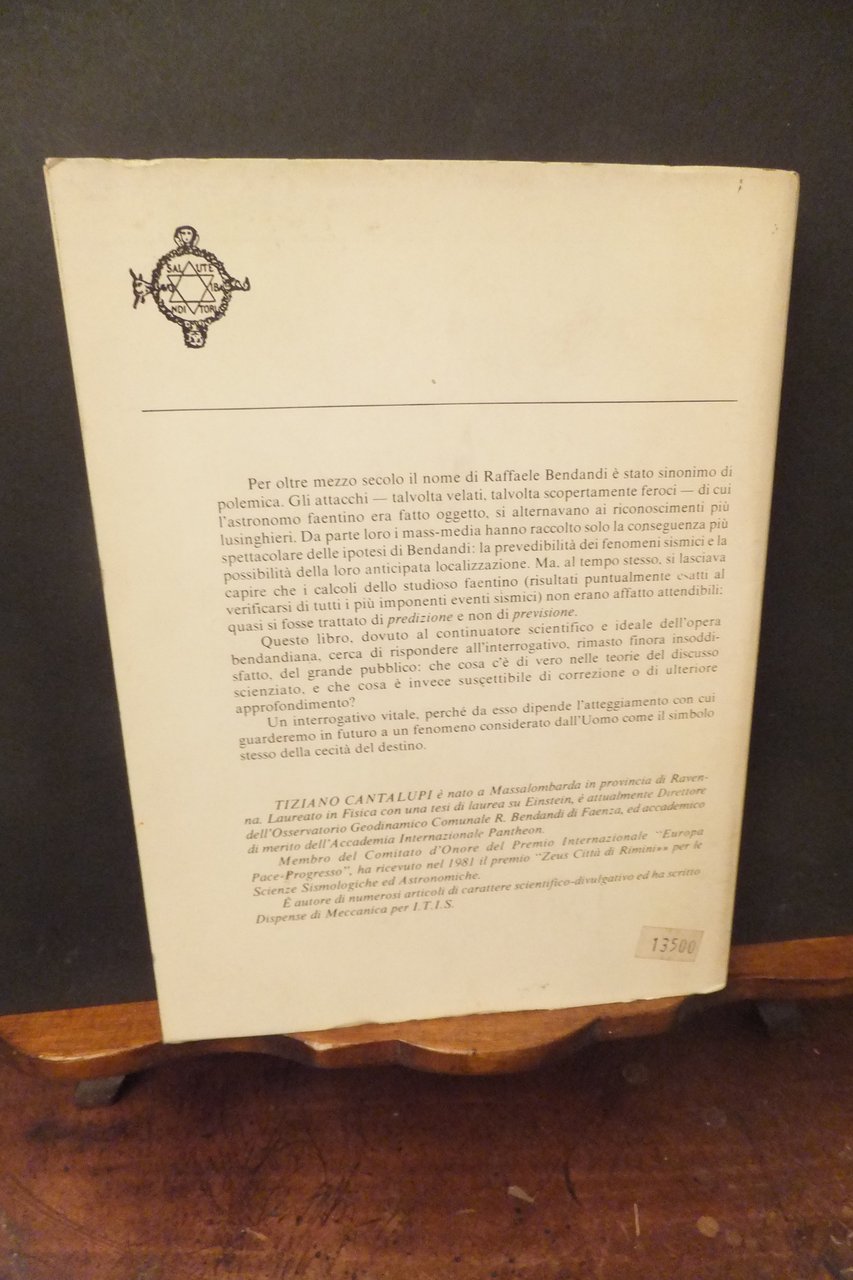 SAL UTE
NDI TORI
Per oltre mezzo secolo il nome di Raffaele Bendandi è stato sinonimo di
polemica. Gli attacchi — talvolta velati, talvolta scopertamente feroci — di cui
l'astronomo faentino era fatto oggetto, si alternavano ai riconoscimenti più
lusinghieri. Da parte loro i mass-media hanno raccolto solo la conseguenza più
spettacolare delle ipotesi di Bendandi: la prevedibilità dei fenomeni sismici e la
possibilità della loro anticipata localizzazione. Ma, al tempo stesso, si lasciava
capire che i calcoli dello studioso faentino (risultati puntualmente esatti al
verificarsi di tutti i più imponenti eventi sismici) non erano affatto attendibili:
quasi si fosse trattato di predizione e non di previsione.
Questo libro, dovuto al continuatore scientifico e ideale dell'opera
bendandiana, cerca di rispondere all'interrogativo, rimasto finora insoddi-
sfatto, del grande pubblico: che cosa c'è di vero nelle teorie del discusso
scienziato, e che cosa è invece suscettibile di correzione o di ulteriore
approfondimento?
Un interrogativo vitale, perché da esso dipende l'atteggiamento con cui
guarderemo in futuro a un fenomeno considerato dall'Uomo come il simbolo
stesso della cecità del destino.
TIZIANO CANTALUPI è nato a Massalombarda in provincia di Raven-
na. Laureato in Fisica con una tesi di laurea su Einstein, è attualmente Direttore
dell'Osservatorio Geodinamico Comunale R. Bendandi di Faenza, ed accademico
di merito dell'Accademia Internazionale Pantheon.
Membro del Comitato d'Onore del Premio Internazionale "Europa
Pace-Progresso", ha ricevuto nel 1981 il premio "Zeus Città di Rimini»» per le
Scienze Sismologiche ed Astronomiche.
È autore di numerosi articoli di carattere scientifico-divulgativo ed ha scritto
Dispense di Meccanica per I.T.I.S.
13500